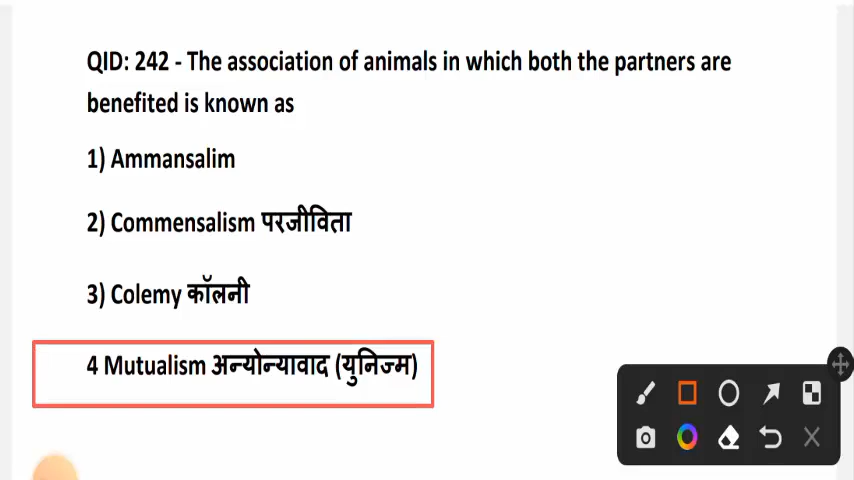 QID: 242 - The association of animals in which both the partners are
benefited is known as
1) Ammansalim
2) Commensalism परजीविता
3) Colemy कॉलनी
4 Mutualism अन्योन्यावाद (युनिज्म)